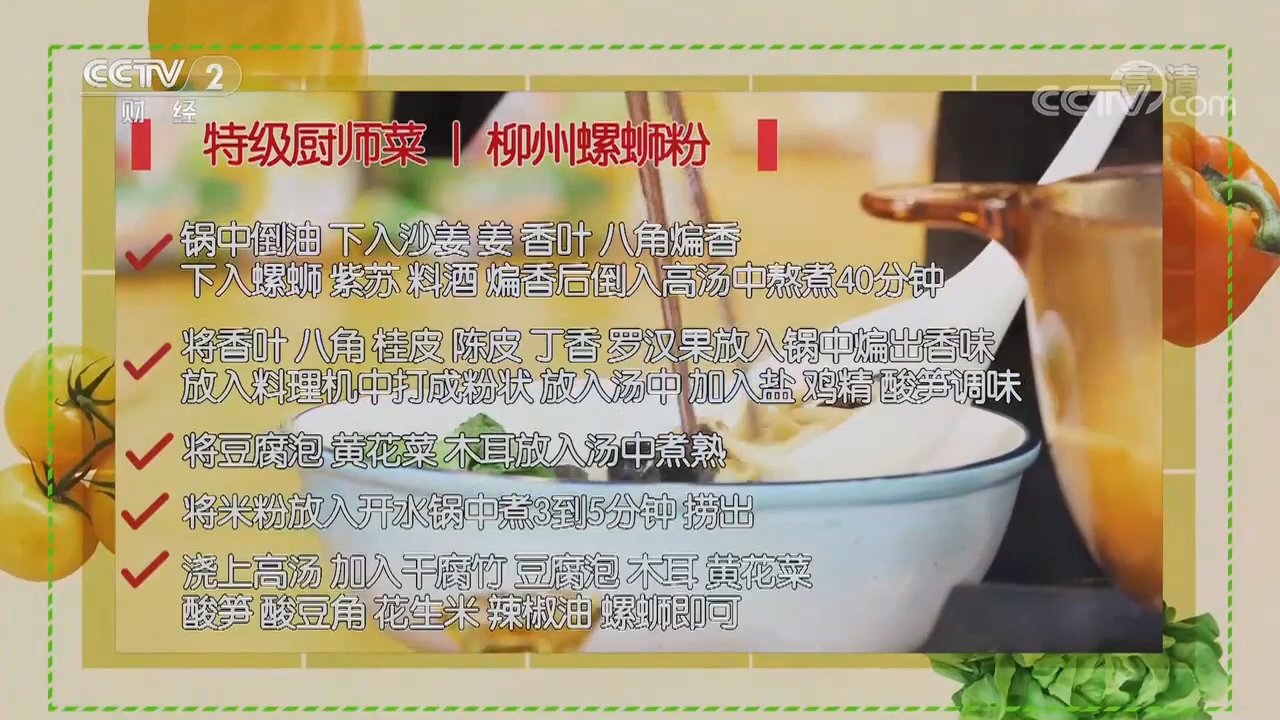 CCTV 2
财经
高清
CCTV.com
特级厨师菜 | 柳州螺蛳粉
锅中倒油 下入沙姜 姜 香叶 八角煸香
下入螺蛳 紫苏 料酒 煸香后倒入高汤中熬煮40分钟
将香叶 八角 桂皮 陈皮 丁香 罗汉果放入锅中煸出香味
放入料理机中打成粉状 放入汤中 加入盐 鸡精 酸笋调味
将豆腐泡 黄花菜 木耳放入汤中煮熟
将米粉放入开水锅中煮3到5分钟 捞出
浇上高汤 加入干腐竹 豆腐泡 木耳 黄花菜
酸笋 酸豆角 花生米 辣椒油 螺蛳即可